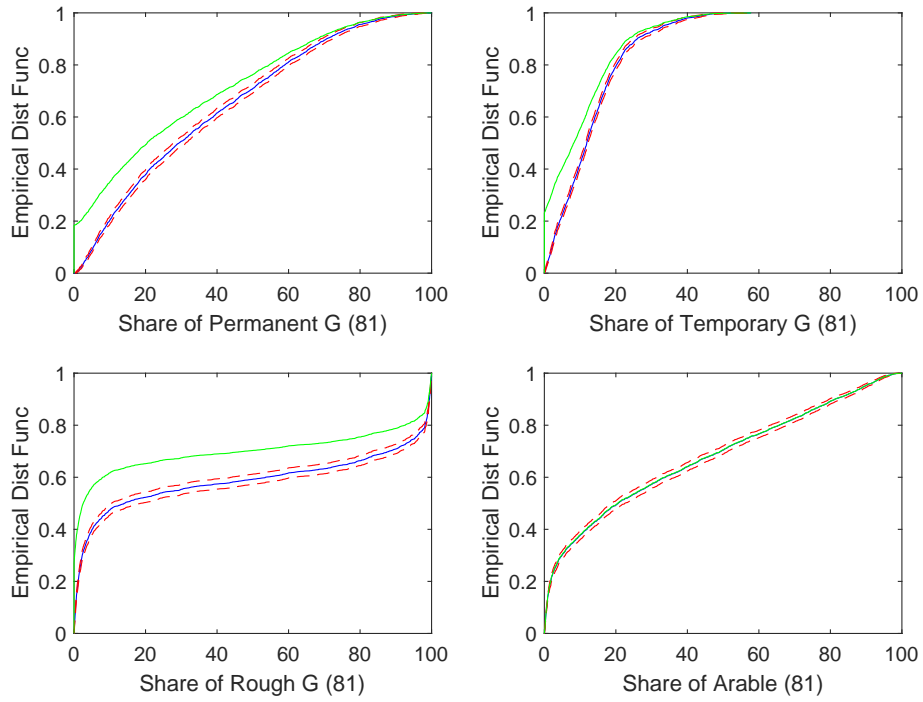 1
0.8
0.6
0.4
0.2
0
Empirical Dist Func
0 20 40 60 80 100
Share of Permanent G (81)
1
0.8
0.6
0.4
0.2
0
Empirical Dist Func
0 20 40 60 80 100
Share of Temporary G (81)
1
0.8
0.6
0.4
0.2
0
Empirical Dist Func
0 20 40 60 80 100
Share of Rough G (81)
1
0.8
0.6
0.4
0.2
0
Empirical Dist Func
0 20 40 60 80 100
Share of Arable (81)